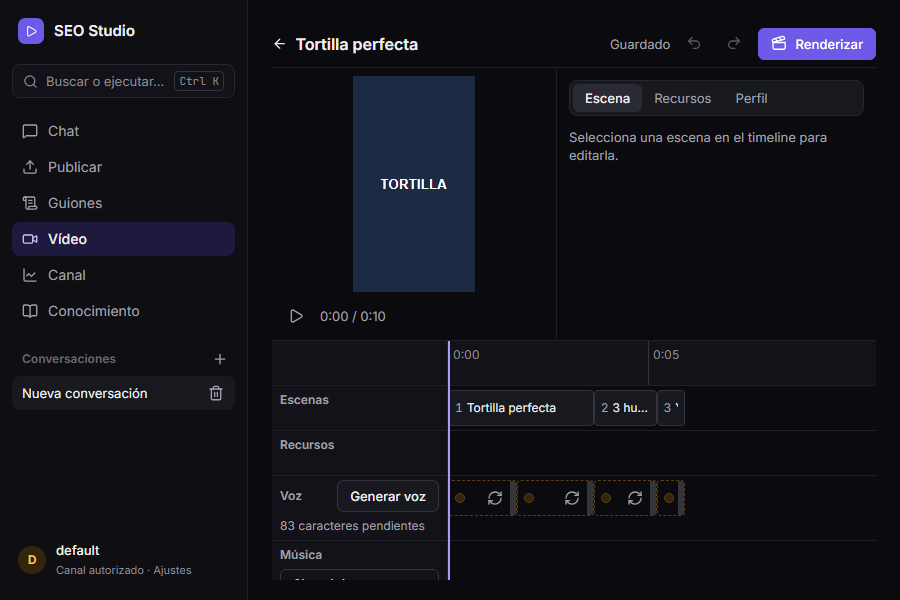 SEO Studio
Buscar o ejecutar... Ctrl K
Chat
Publicar
Guiones
Vídeo
Canal
Conocimiento
Conversaciones
Nueva conversación
D
default
Canal autorizado · Ajustes
Tortilla perfecta
Guardado
Renderizar
TORTILLA
0:00 / 0:10
Escena Recursos Perfil
Selecciona una escena en el timeline para
editarla.
0:00 0:05
Escenas
1 Tortilla perfecta 2 3 hu... 3
Recursos
Voz Generar voz
83 caracteres pendientes
Música